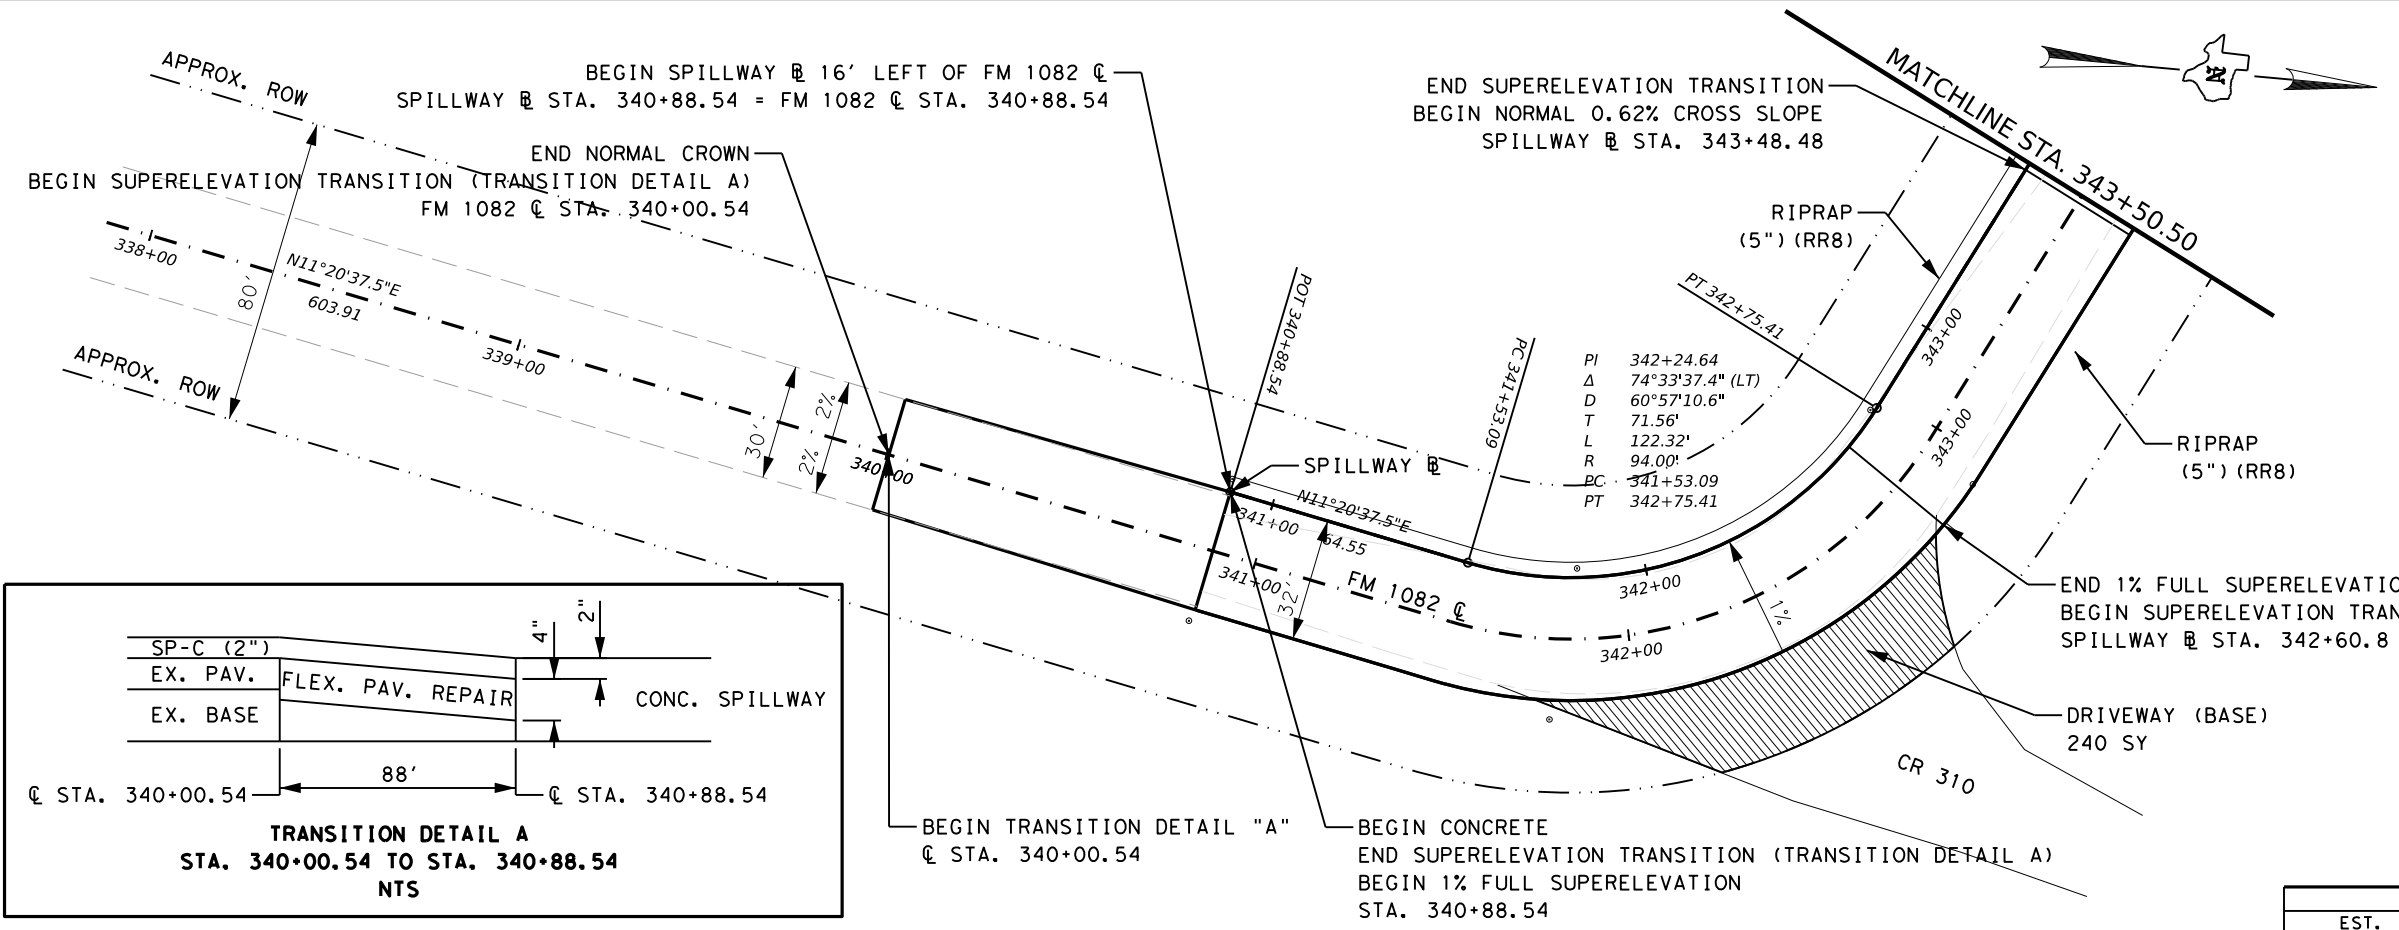 APPROX. ROW
BEGIN SPILLWAY ℄ 16' LEFT OF FM 1082 ℄
SPILLWAY ℄ STA. 340+88.54 = FM 1082 ℄ STA. 340+88.54
END NORMAL CROWN
BEGIN SUPERELEVATION TRANSITION (TRANSITION DETAIL A)
FM 1082 ℄ STA. 340+00.54
END SUPERELEVATION TRANSITION
BEGIN NORMAL 0.62% CROSS SLOPE
SPILLWAY ℄ STA. 343+48.48
MATCHLINE STA. 343+50.50
N
RIPRAP
(5")(RR8)
338+00
N11°20'37.5"E
603.91
80'
339+00
APPROX. ROW
30'
2%
2%
340+00
POT 340+88.54
PC 341+53.09
PT 342+75.41
PI 342+24.64
Δ 74°33'37.4" (LT)
D 60°57'10.6"
T 71.56'
L 122.32'
R 94.00'
PC 341+53.09
PT 342+75.41
343+00
343+00
RIPRAP
(5")(RR8)
SPILLWAY ℄
N11°20'37.5"E
64.55
341+00
341+00
32'
FM 1082 ℄
342+00
342+00
1%
END 1% FULL SUPERELEVATIO
BEGIN SUPERELEVATION TRAN
SPILLWAY ℄ STA. 342+60.8
DRIVEWAY (BASE)
240 SY
CR 310
SP-C (2")
EX. PAV.
EX. BASE
FLEX. PAV. REPAIR
4"
2"
CONC. SPILLWAY
88'
℄ STA. 340+00.54
℄ STA. 340+88.54
TRANSITION DETAIL A
STA. 340+00.54 TO STA. 340+88.54
NTS
BEGIN TRANSITION DETAIL "A"
℄ STA. 340+00.54
BEGIN CONCRETE
END SUPERELEVATION TRANSITION (TRANSITION DETAIL A)
BEGIN 1% FULL SUPERELEVATION
STA. 340+88.54
EST.